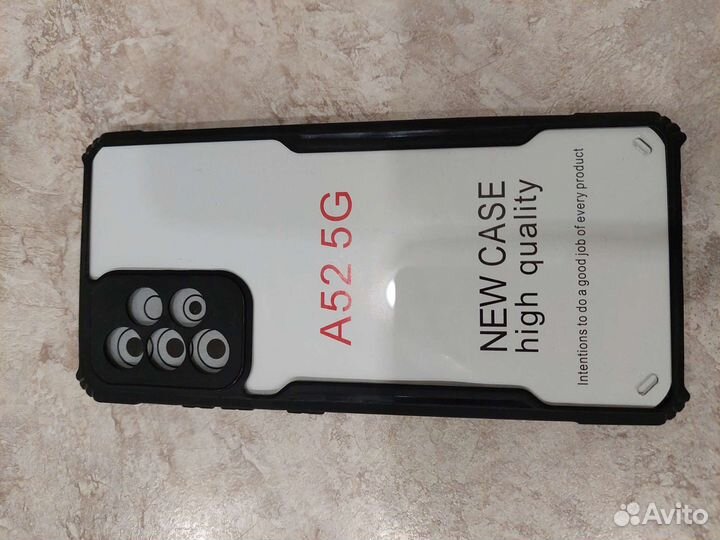 A52 5G
NEW CASE
high quality
Intentions to do a good job of every product
Avito